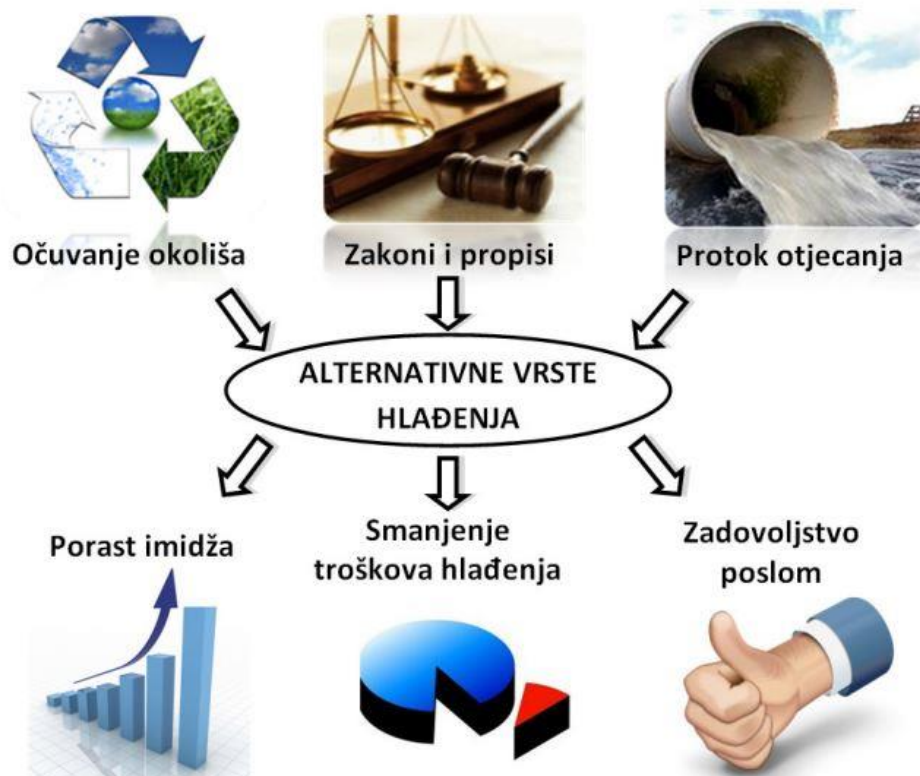 Očuvanje okoliša
Zakoni i propisi
Protok otjecanja
ALTERNATIVNE VRSTE
HLAĐENJA
Porast imidža
Smanjenje
troškova hlađenja
Zadovoljstvo
poslom